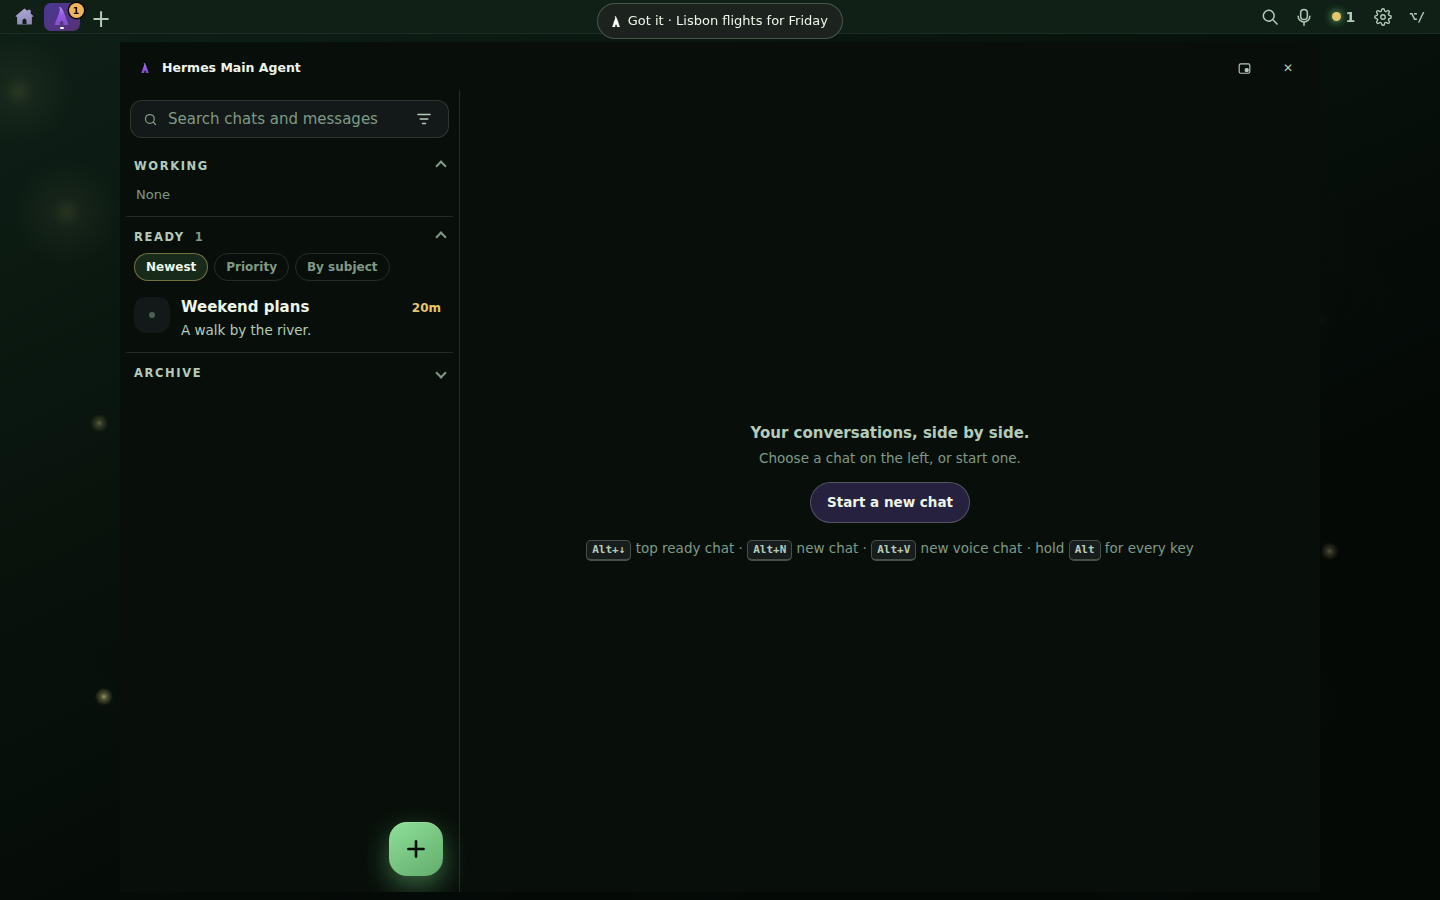 1
Got it · Lisbon flights for Friday
1
Hermes Main Agent
Search chats and messages
WORKING
None
READY 1
Newest Priority By subject
Weekend plans 20m
A walk by the river.
ARCHIVE
Your conversations, side by side.
Choose a chat on the left, or start one.
Start a new chat
Alt+↓ top ready chat · Alt+N new chat · Alt+V new voice chat · hold Alt for every key